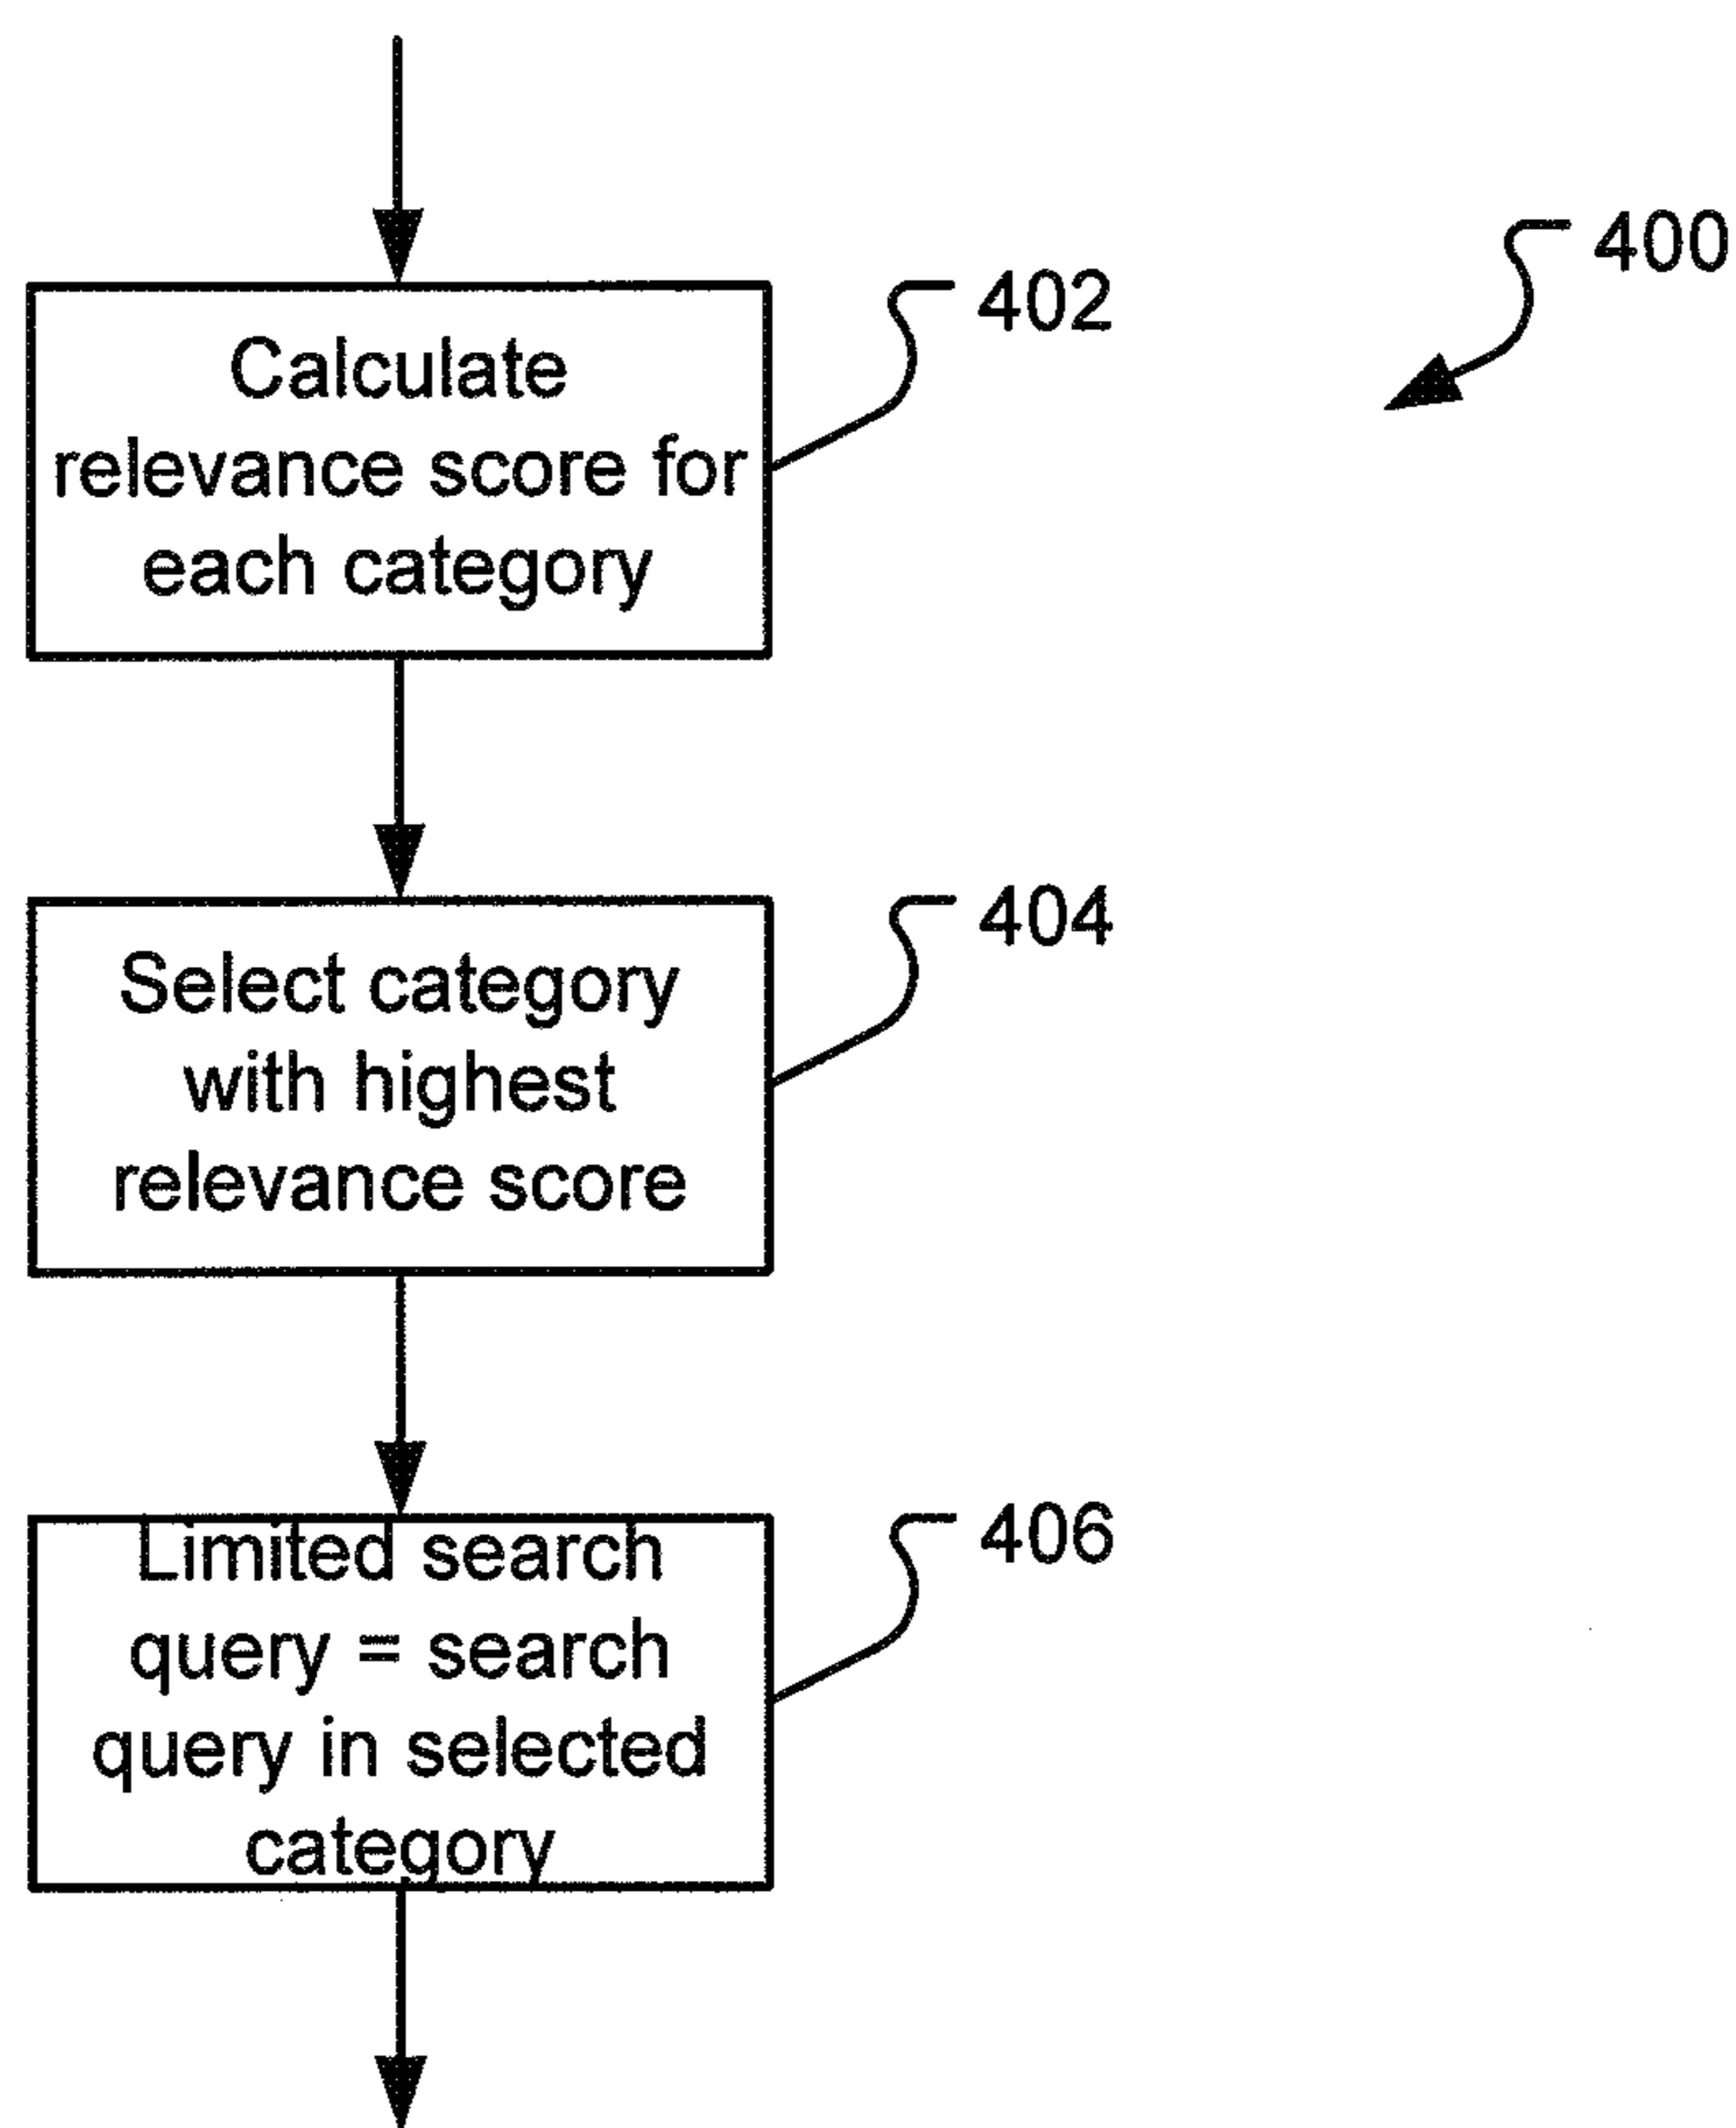 400
402
Calculate
relevance score for
each category
404
Select category
with highest
relevance score
406
Limited search
query = search
query in selected
category